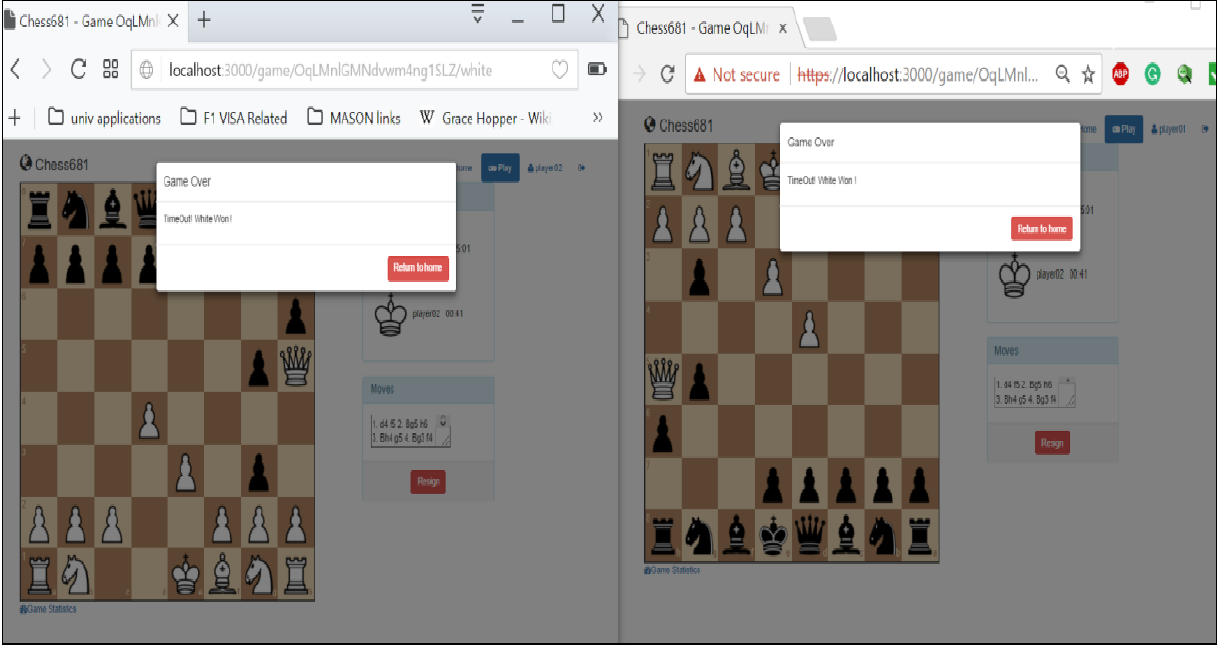 Chess681 - Game OqLMnl
localhost:3000/game/OqLMnlGMNdvwm4ng1SLZ/white
univ applications F1 VISA Related MASON links Grace Hopper - Wiki
Chess681
ome Play player02
Game Over
TimeOut! White Won !
Return to home
5:01
player02 00:41
Moves
1. d4 f5 2. Bg5 h6
3. Bh4 g5 4. Bg3 f4
Resign
Game Statistics
Chess681 - Game OqLMn
Not secure https://localhost:3000/game/OqLMnl...
ABP G
Chess681
Home Play player01
Game Over
TimeOut! White Won !
Return to home
5:01
player02 00:41
Moves
1. d4 f5 2. Bg5 h6
3. Bh4 g5 4. Bg3 f4
Resign
Game Statistics